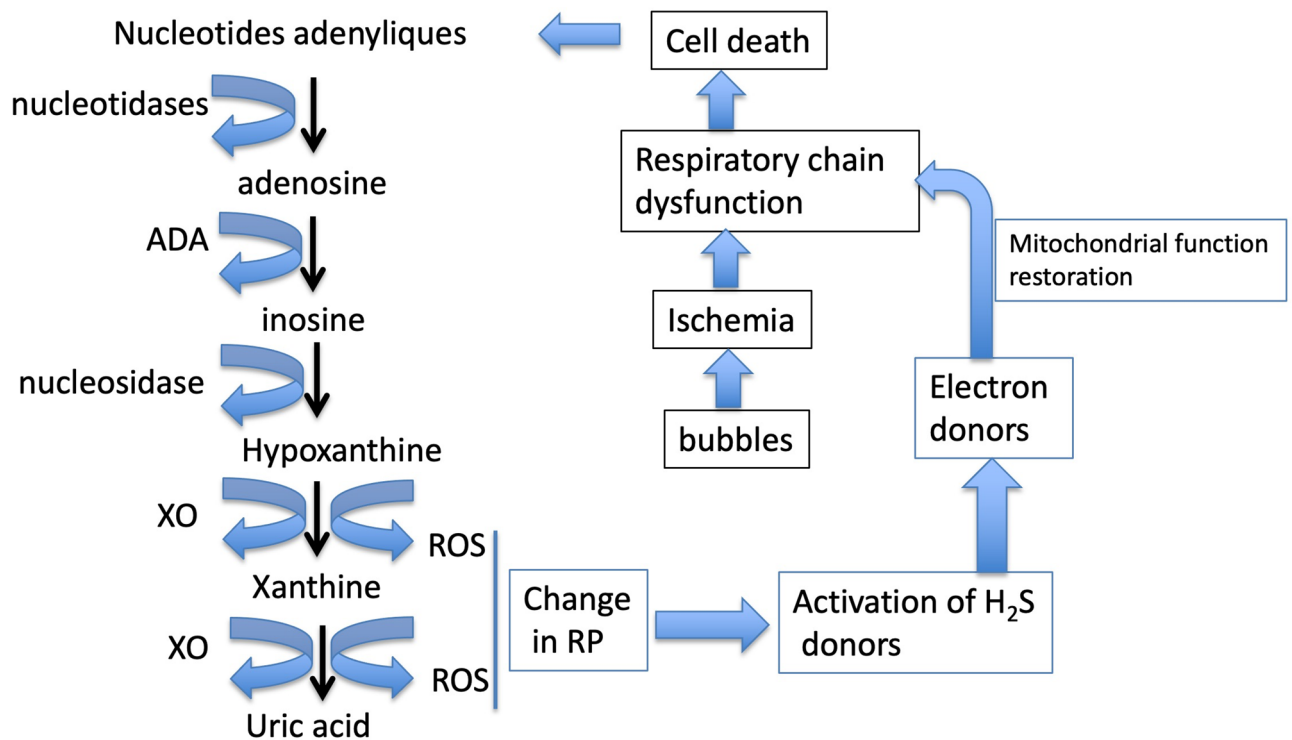 Nucleotides adenyliques
nucleotidases
adenosine
ADA
inosine
nucleosidase
Hypoxanthine
XO
ROS
Xanthine
XO
ROS
Uric acid
Cell death
Respiratory chain
dysfunction
Ischemia
bubbles
Mitochondrial function
restoration
Electron
donors
Change
in RP
Activation of H₂S
donors